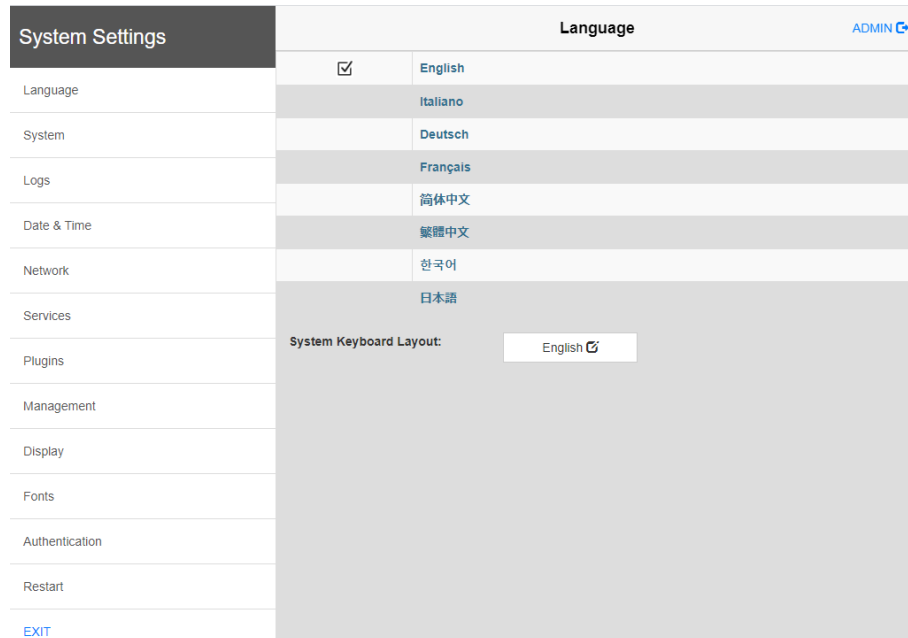 System Settings
Language
System
Logs
Date & Time
Network
Services
Plugins
Management
Display
Fonts
Authentication
Restart
EXIT
Language
ADMIN
English
Italiano
Deutsch
Français
简体中文
繁體中文
한국어
日本語
System Keyboard Layout:
English